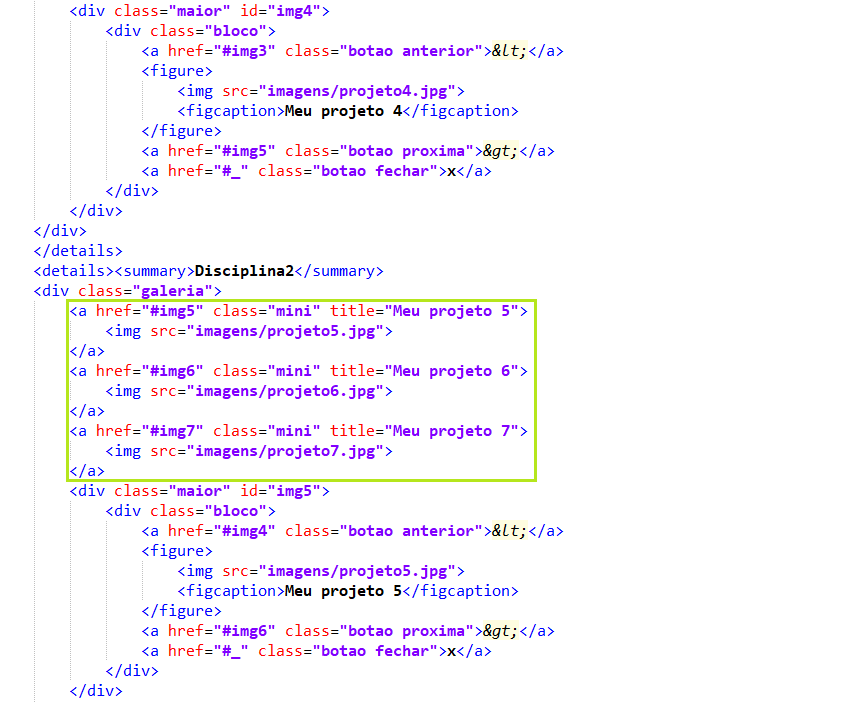 <div class="maior" id="img4">
<div class="bloco">
<a href="#img3" class="botao anterior">&lt;</a>
<figure>
<img src="imagens/projeto4.jpg">
<figcaption>Meu projeto 4</figcaption>
</figure>
<a href="#img5" class="botao proxima">&gt;</a>
<a href="#_" class="botao fechar">x</a>
</div>
</div>
</div>
</details>
<details><summary>Disciplina2</summary>
<div class="galeria">
<a href="#img5" class="mini" title="Meu projeto 5">
<img src="imagens/projeto5.jpg">
</a>
<a href="#img6" class="mini" title="Meu projeto 6">
<img src="imagens/projeto6.jpg">
</a>
<a href="#img7" class="mini" title="Meu projeto 7">
<img src="imagens/projeto7.jpg">
</a>
<div class="maior" id="img5">
<div class="bloco">
<a href="#img4" class="botao anterior">&lt;</a>
<figure>
<img src="imagens/projeto5.jpg">
<figcaption>Meu projeto 5</figcaption>
</figure>
<a href="#img6" class="botao proxima">&gt;</a>
<a href="#_" class="botao fechar">x</a>
</div>
</div>